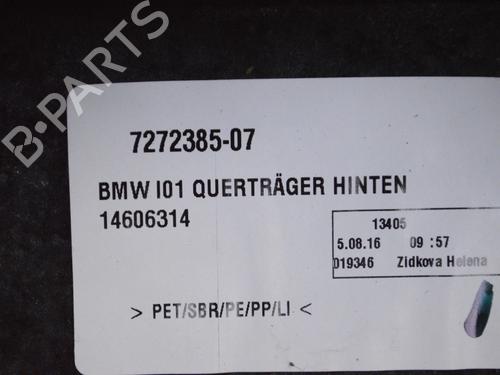 B-PARTS
7272385-07
BMW I01 QUERTRÄGER HINTEN
14606314
13405
5.08.16 09 :57
019346 Zidkova Helena
> PET/SBR/PE/PP/LI <